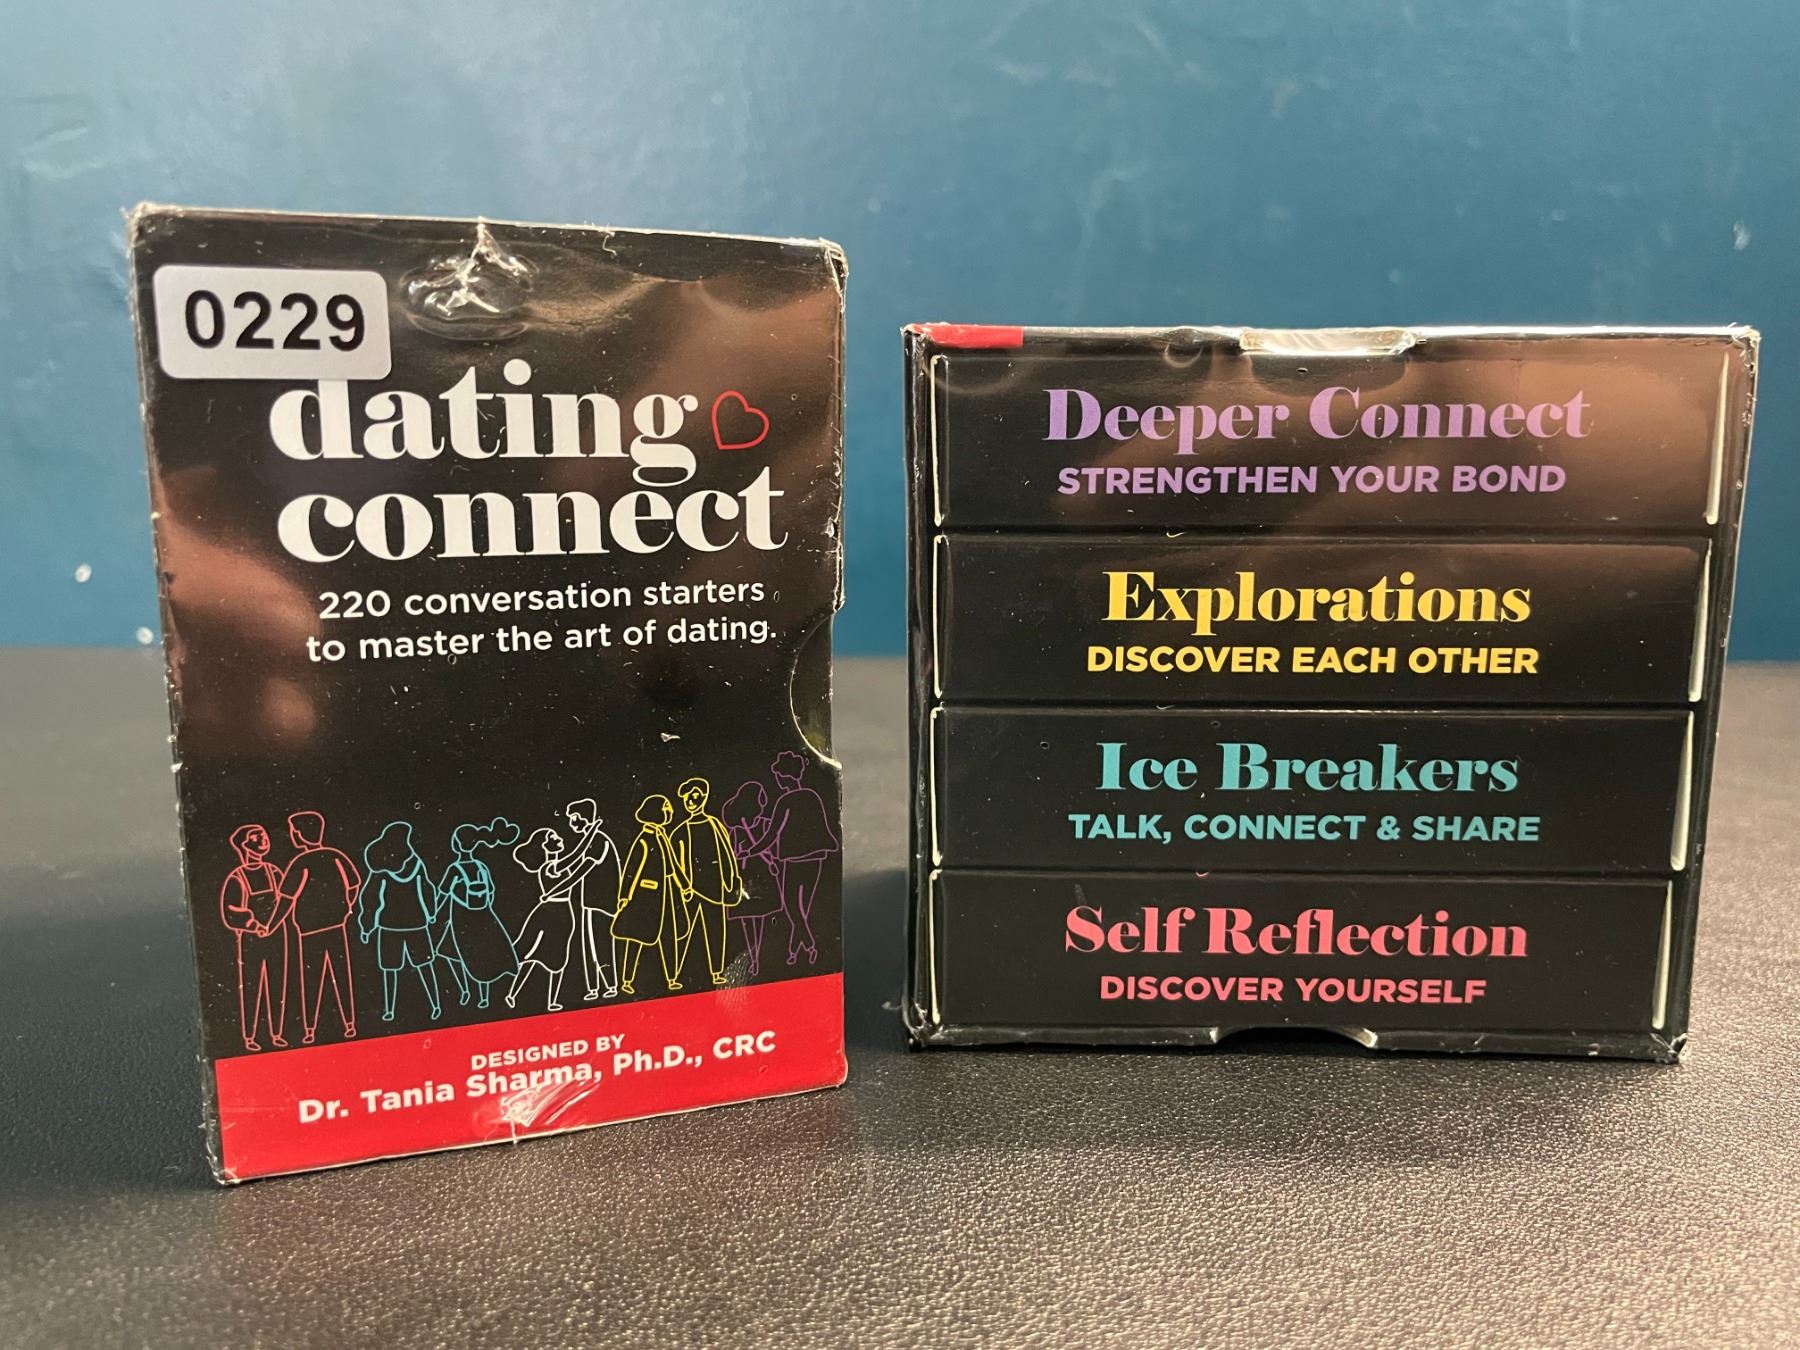 0229
dating
connect
220 conversation starters
to master the art of dating.
DESIGNED BY
Dr. Tania Sharma, Ph.D., CRC
Deeper Connect
STRENGTHEN YOUR BOND
Explorations
DISCOVER EACH OTHER
Ice Breakers
TALK, CONNECT & SHARE
Self Reflection
DISCOVER YOURSELF